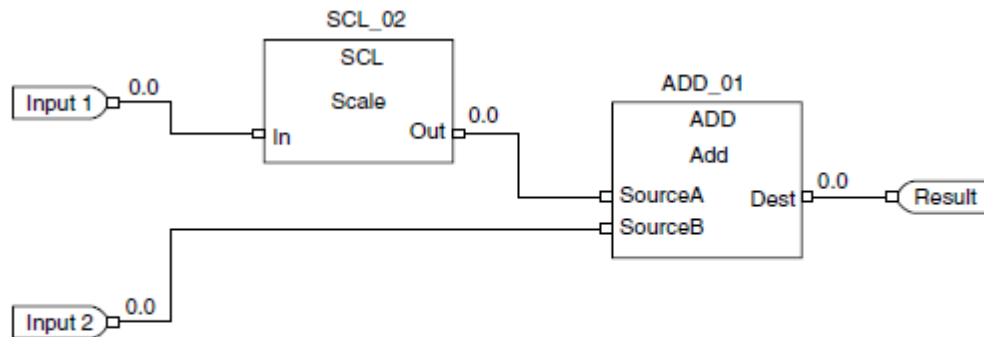 SCL_02
SCL
Scale
Input 1
0.0
In
Out
0.0
ADD_01
ADD
Add
SourceA
SourceB
Dest
0.0
Result
Input 2
0.0